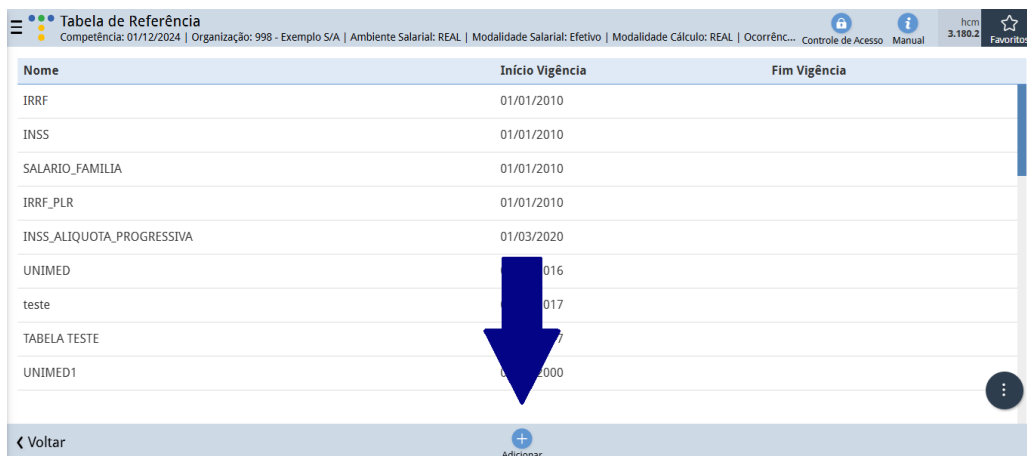 Tabela de Referência
Competência: 01/12/2024 | Organização: 998 - Exemplo S/A | Ambiente Salarial: REAL | Modalidade Salarial: Efetivo | Modalidade Cálculo: REAL | Ocorrênc...
Controle de Acesso
Manual
hcm
3.180.2
Favoritos
Nome Início Vigência Fim Vigência
IRRF 01/01/2010
INSS 01/01/2010
SALARIO_FAMILIA 01/01/2010
IRRF_PLR 01/01/2010
INSS_ALIQUOTA_PROGRESSIVA 01/03/2020
UNIMED 016
teste 017
TABELA TESTE 7
UNIMED1 2000
Voltar
Adicionar